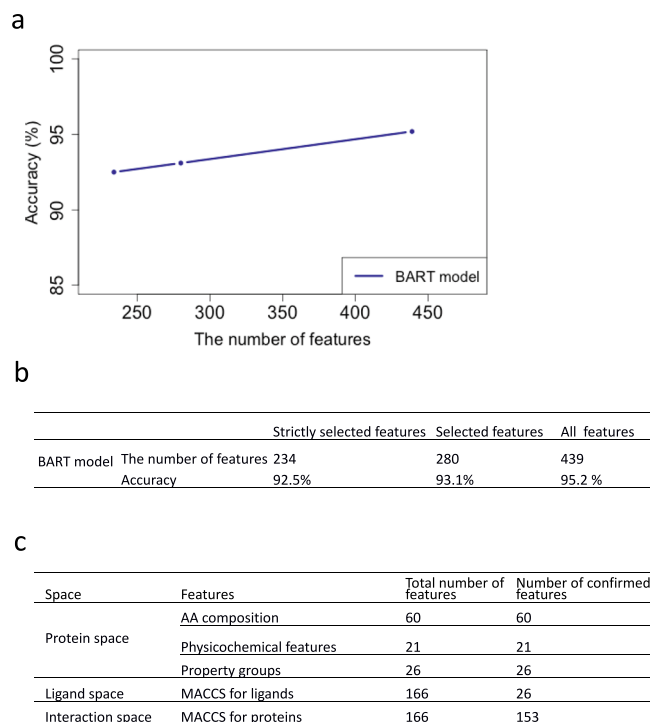 a
Accuracy (%)
100
95
90
85
BART model
250 300 350 400 450
The number of features
b
Strictly selected features Selected features All features
BART model The number of features 234 280 439
Accuracy 92.5% 93.1% 95.2 %
c
Space Features Total number of features Number of confirmed features
Protein space AA composition 60 60
Physicochemical features 21 21
Property groups 26 26
Ligand space MACCS for ligands 166 26
Interaction space MACCS for proteins 166 153